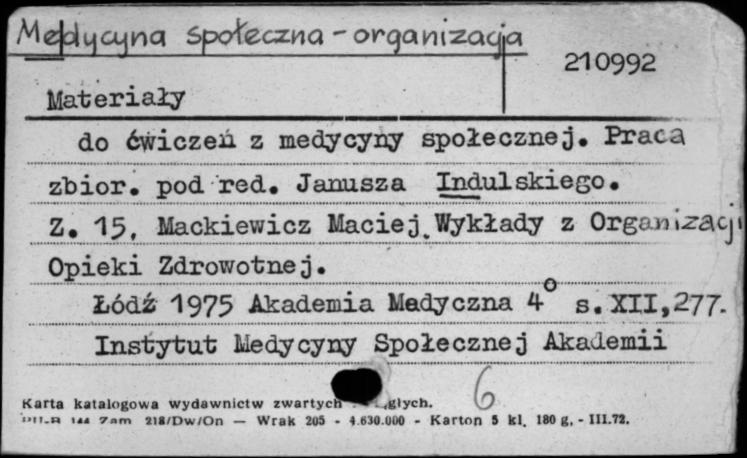 Medycyna społeczna - organizacja
210992
Materiały
do ćwiczeń z medycyny społecznej. Praca
zbior. pod red. Janusza Indulskiego.
Z. 15, Mackiewicz Maciej. Wykłady z Organizacji
Opieki Zdrowotnej.
Łódź 1975 Akademia Medyczna 4° s. XII, 277.
Instytut Medycyny Społecznej Akademii
6
Karta katalogowa wydawnictw zwartych głych.
144 Zam 218/Dw/On — Wrak 205 - 4.630.000 - Karton 5 kl. 180 g, - III.72.